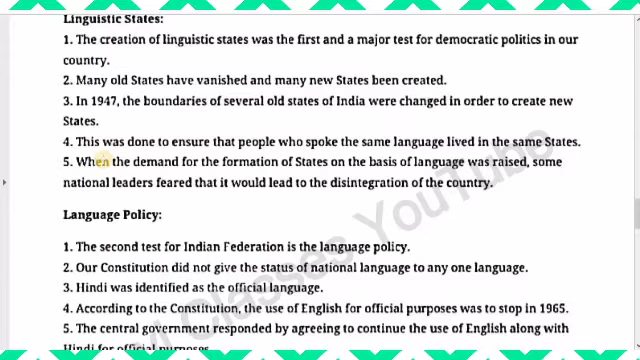 Linguistic States:
1. The creation of linguistic states was the first and a major test for democratic politics in our
country.
2. Many old States have vanished and many new States been created.
3. In 1947, the boundaries of several old states of India were changed in order to create new
States.
4. This was done to ensure that people who spoke the same language lived in the same States.
5. When the demand for the formation of States on the basis of language was raised, some
national leaders feared that it would lead to the disintegration of the country.
Language Policy:
1. The second test for Indian Federation is the language policy.
2. Our Constitution did not give the status of national language to any one language.
3. Hindi was identified as the official language.
4. According to the Constitution, the use of English for official purposes was to stop in 1965.
5. The central government responded by agreeing to continue the use of English along with
Hindi for official purposes.
M Classes YouTube